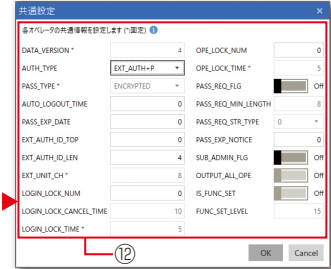 共通設定 ×
各オペレータの共通情報を設定します (*:固定) i
DATA_VERSION * 4
AUTH_TYPE EXT_AUTH+P
PASS_TYPE * ENCRYPTED
AUTO_LOGOUT_TIME 0
PASS_EXP_DATE 0
EXT_AUTH_ID_TOP 0
EXT_AUTH_ID_LEN 4
EXT_UNIT_CH * 8
LOGIN_LOCK_NUM 0
LOGIN_LOCK_CANCEL_TIME 10
LOGIN_LOCK_TIME * 5
OPE_LOCK_NUM 0
OPE_LOCK_TIME * 5
PASS_REQ_FLG Off
PASS_REQ_MIN_LENGTH 8
PASS_REQ_STR_TYPE 0
PASS_EXP_NOTICE 0
SUB_ADMIN_FLG Off
OUTPUT_ALL_OPE Off
IS_FUNC_SET Off
FUNC_SET_LEVEL 15
⑫
OK Cancel